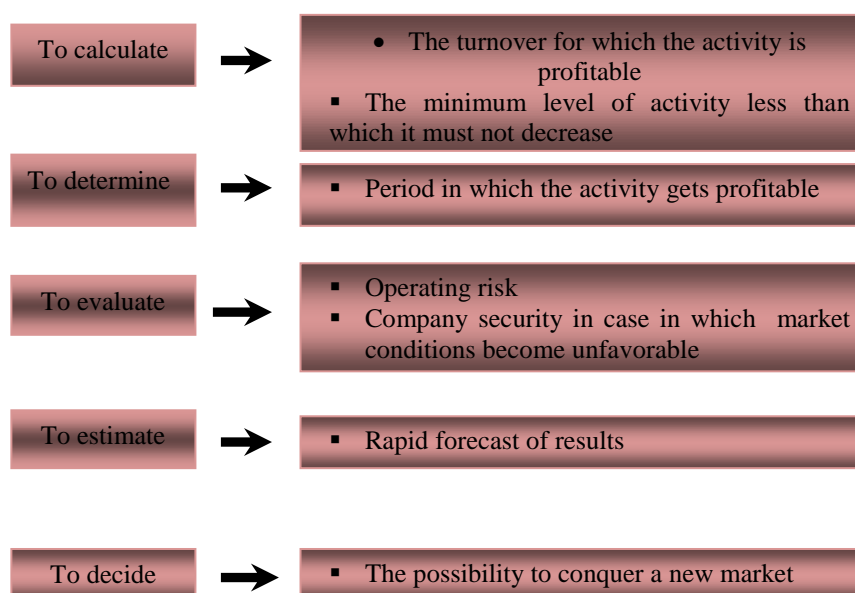 To calculate
• The turnover for which the activity is
profitable
▪ The minimum level of activity less than
which it must not decrease
To determine
▪ Period in which the activity gets profitable
To evaluate
▪ Operating risk
▪ Company security in case in which market
conditions become unfavorable
To estimate
▪ Rapid forecast of results
To decide
▪ The possibility to conquer a new market